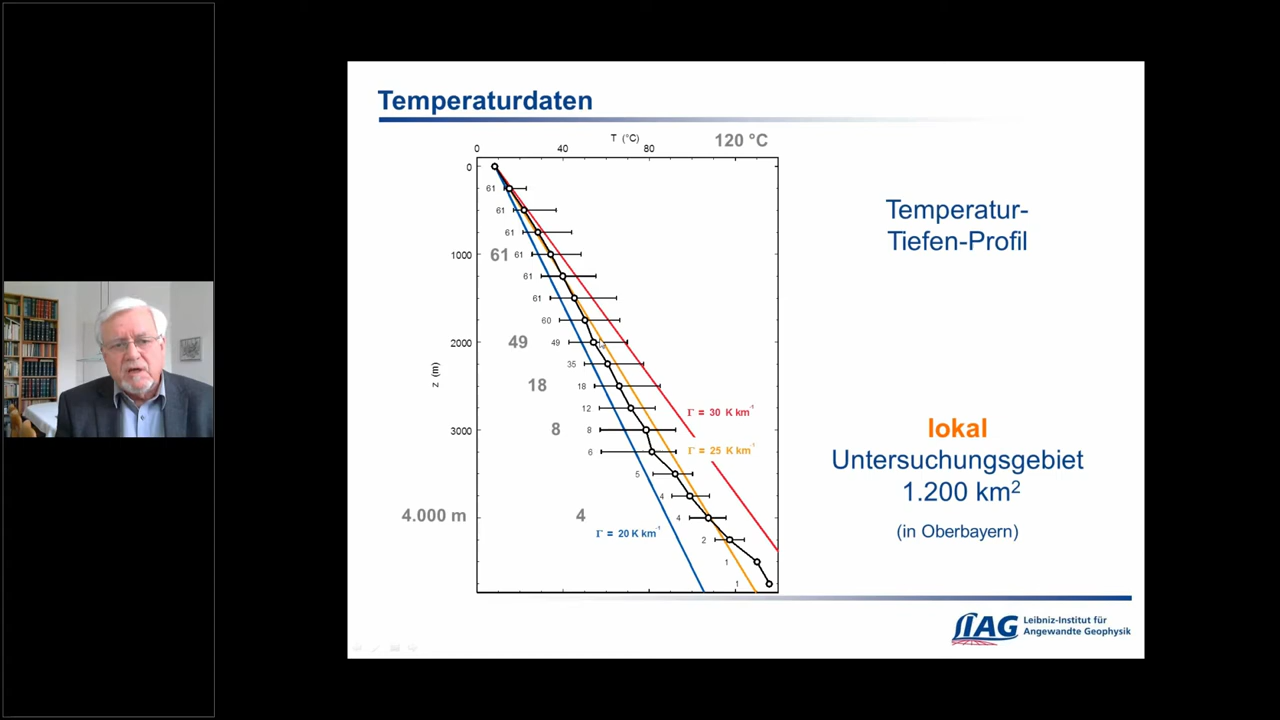 Temperaturdaten
T (°C)
120 °C
0
40
80
0
61
61
61
1000
61
61
61
61
60
2000
49
49
35
18
18
12
z (m)
Γ = 30 K km⁻¹
3000
8
8
Γ = 25 K km⁻¹
6
5
4
4.000 m
4
4
Γ = 20 K km⁻¹
2
1
1
Temperatur-
Tiefen-Profil
lokal
Untersuchungsgebiet
1.200 km²
(in Oberbayern)
LIAG
Leibniz-Institut für
Angewandte Geophysik